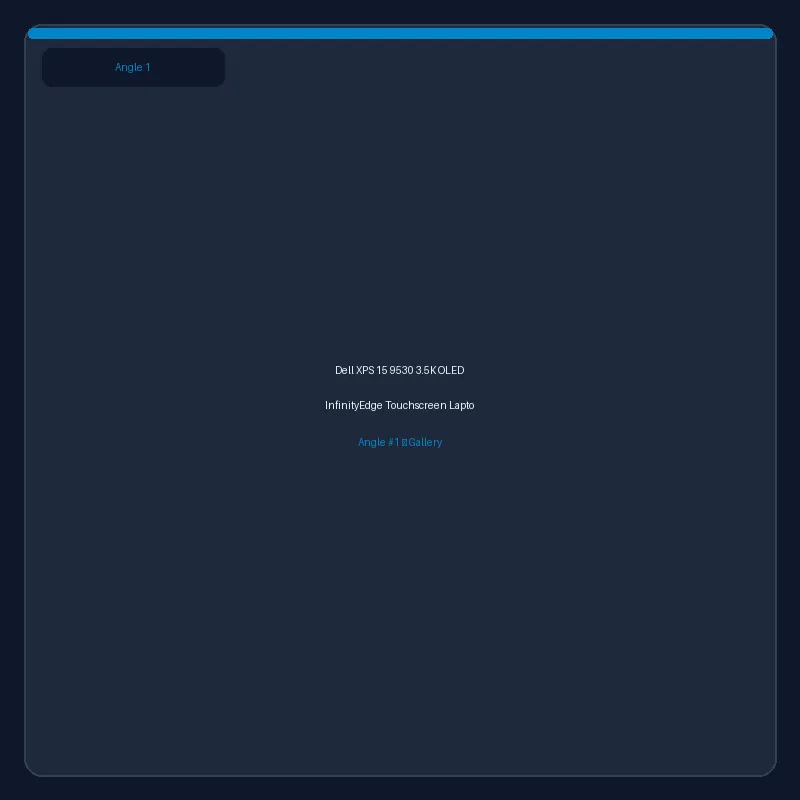 Angle 1
Dell XPS 15 9530 3.5K OLED
InfinityEdge Touchscreen Lapto
Angle #1 Gallery